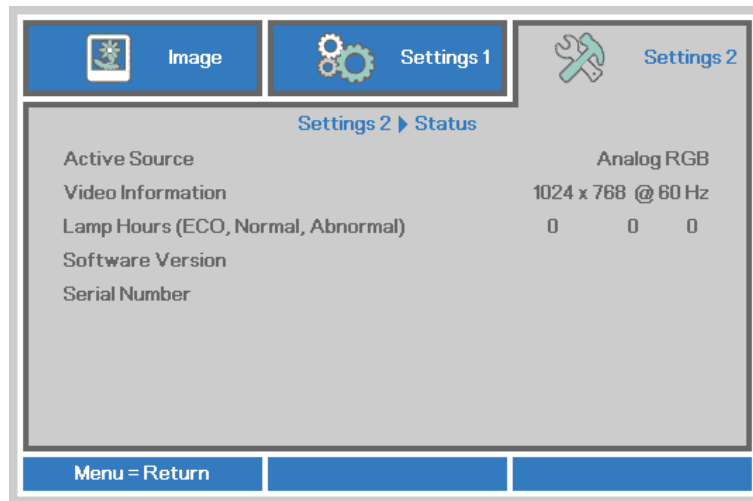 Image Settings 1 Settings 2
Settings 2 ▶ Status
Active Source Analog RGB
Video Information 1024 x 768 @ 60 Hz
Lamp Hours (ECO, Normal, Abnormal) 0 0 0
Software Version
Serial Number
Menu = Return